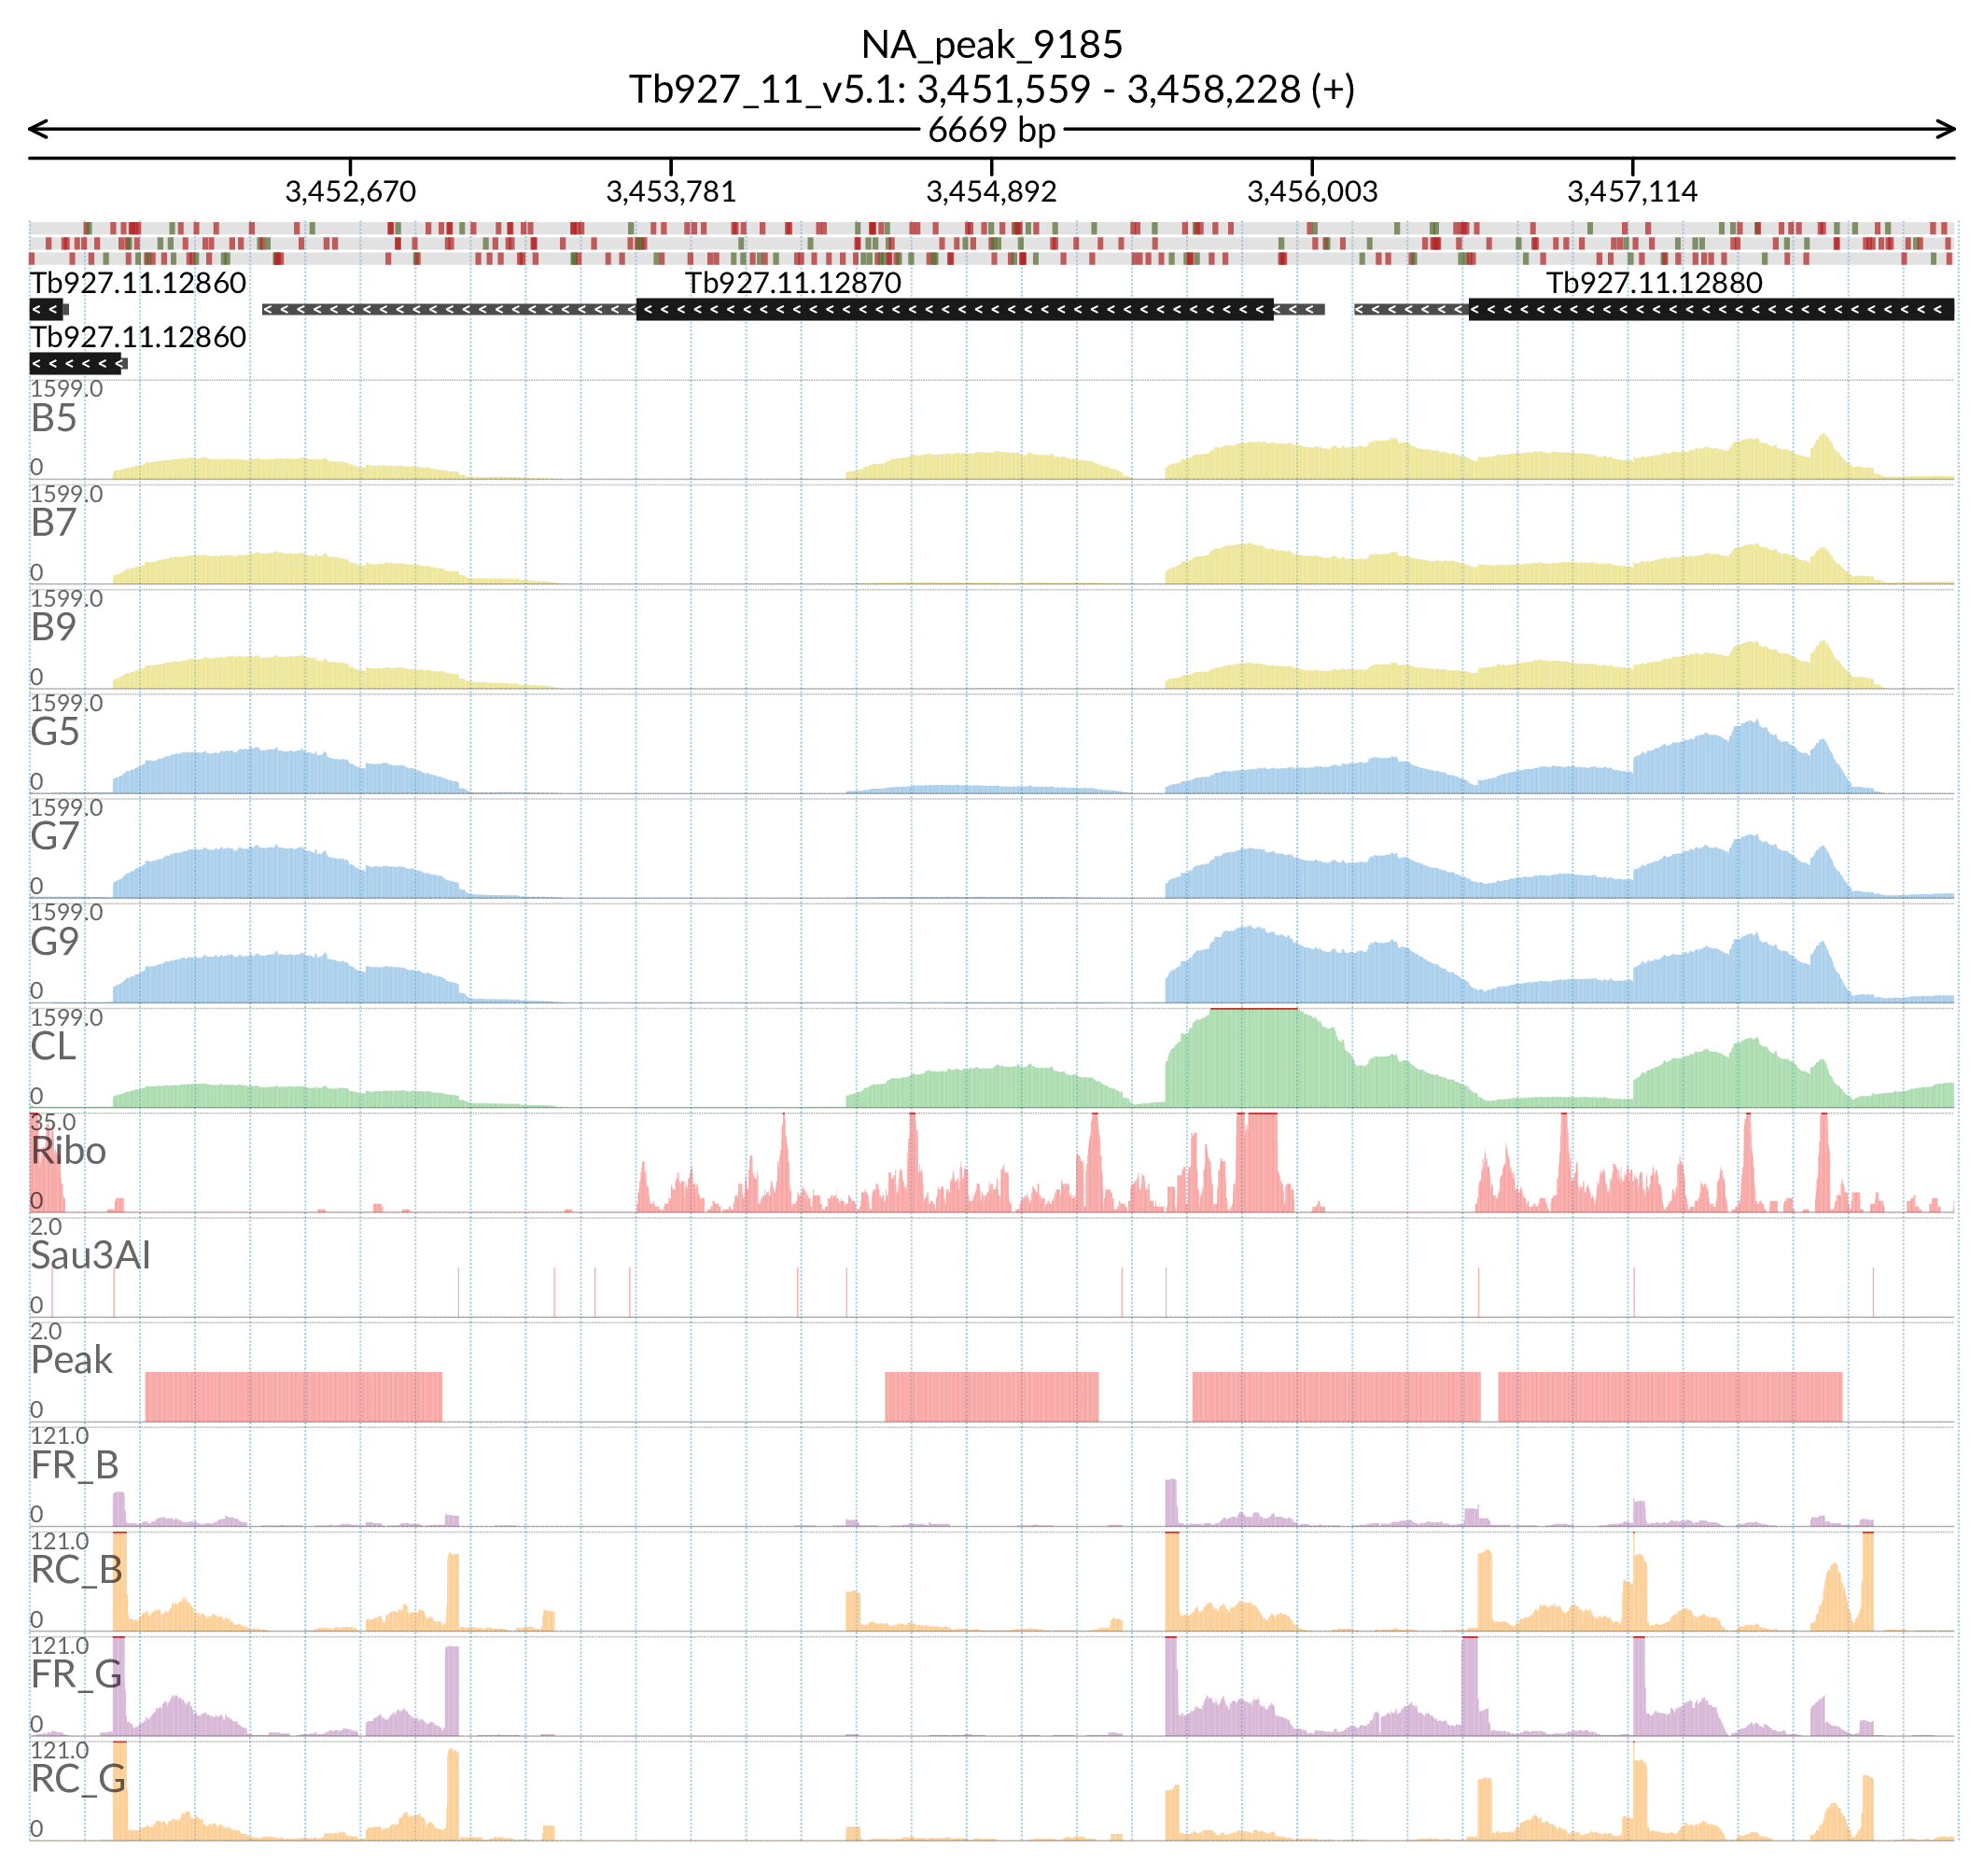 NA_peak_9185
Tb927_11_v5.1: 3,451,559 - 3,458,228 (+)
6669 bp
3,452,670 3,453,781 3,454,892 3,456,003 3,457,114
Tb927.11.12860 Tb927.11.12870 Tb927.11.12880
Tb927.11.12860
1599.0
B5
0
1599.0
B7
0
1599.0
B9
0
1599.0
G5
0
1599.0
G7
0
1599.0
G9
0
1599.0
CL
0
35.0
Ribo
0
2.0
Sau3AI
0
2.0
Peak
0
121.0
FR_B
0
121.0
RC_B
0
121.0
FR_G
0
121.0
RC_G
0